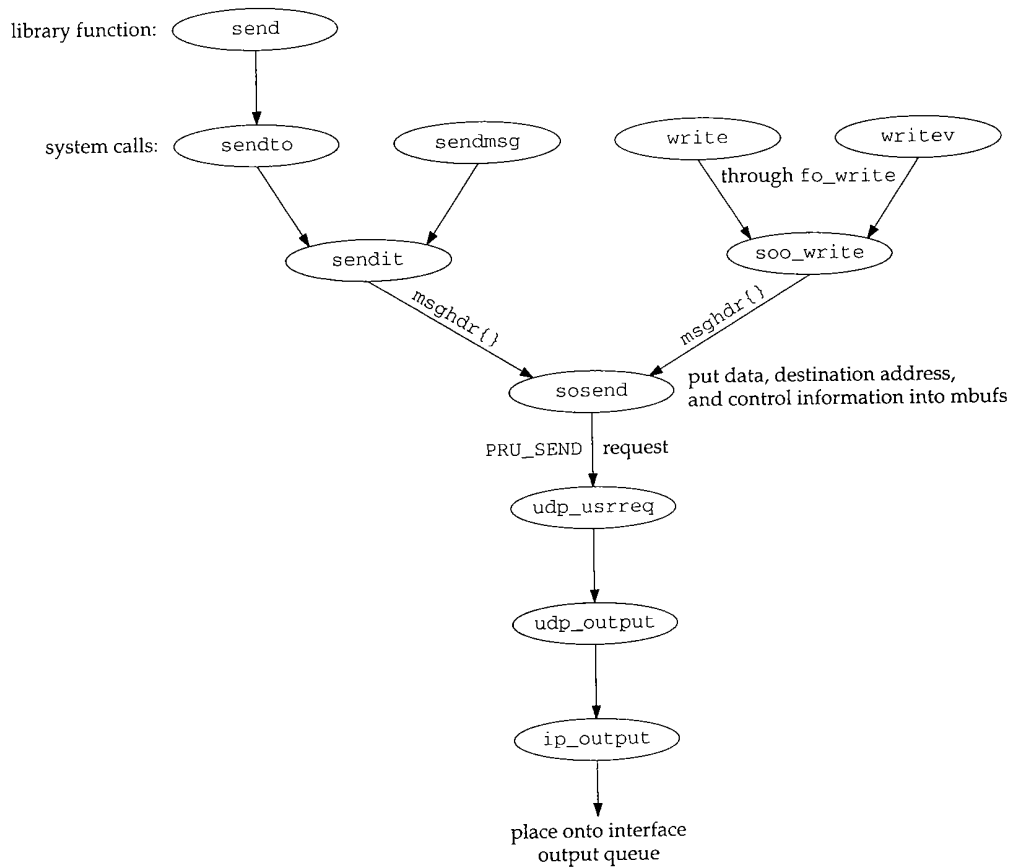 library function: send
system calls: sendto sendmsg write writev
through fo_write
sendit soo_write
msghdr{} msghdr{}
sosend put data, destination address,
and control information into mbufs
PRU_SEND request
udp_usrreq
udp_output
ip_output
place onto interface
output queue